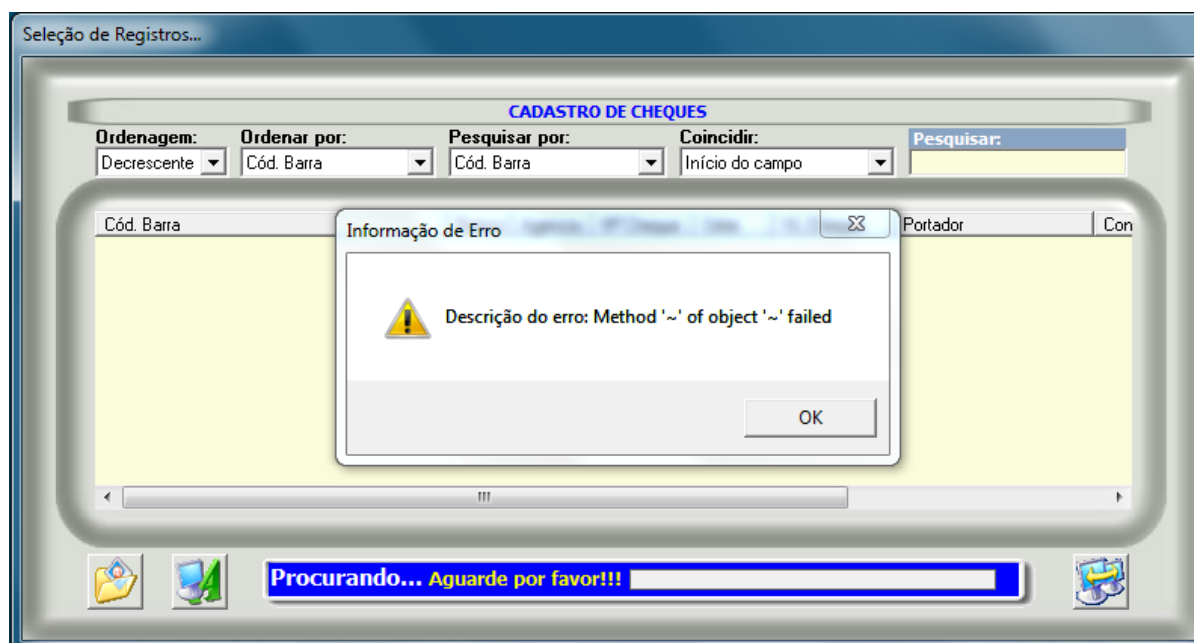 Seleção de Registros...
CADASTRO DE CHEQUES
Ordenagem: Ordenar por: Pesquisar por: Coincidir: Pesquisar:
Decrescente Cód. Barra Cód. Barra Início do campo
Cód. Barra Portador Con
Informação de Erro
Descrição do erro: Method '~' of object '~' failed
OK
Procurando... Aguarde por favor!!!